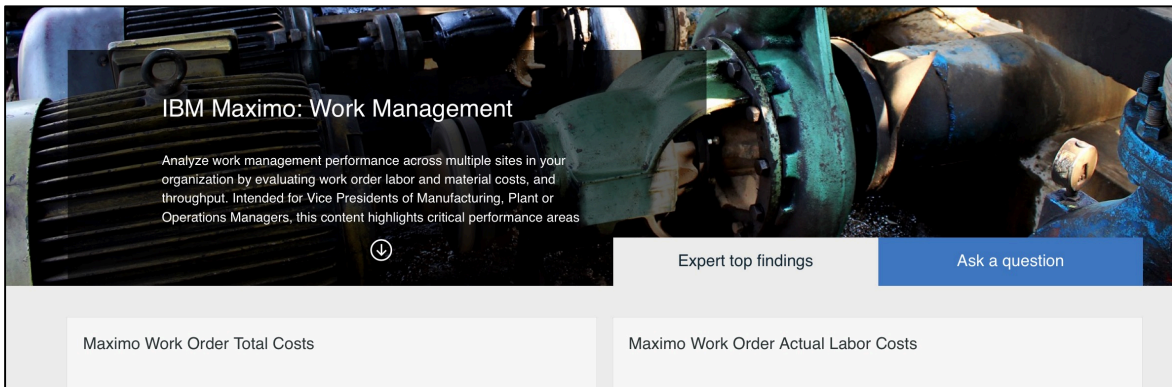 IBM Maximo: Work Management
Analyze work management performance across multiple sites in your
organization by evaluating work order labor and material costs, and
throughput. Intended for Vice Presidents of Manufacturing, Plant or
Operations Managers, this content highlights critical performance areas
Expert top findings
Ask a question
Maximo Work Order Total Costs
Maximo Work Order Actual Labor Costs